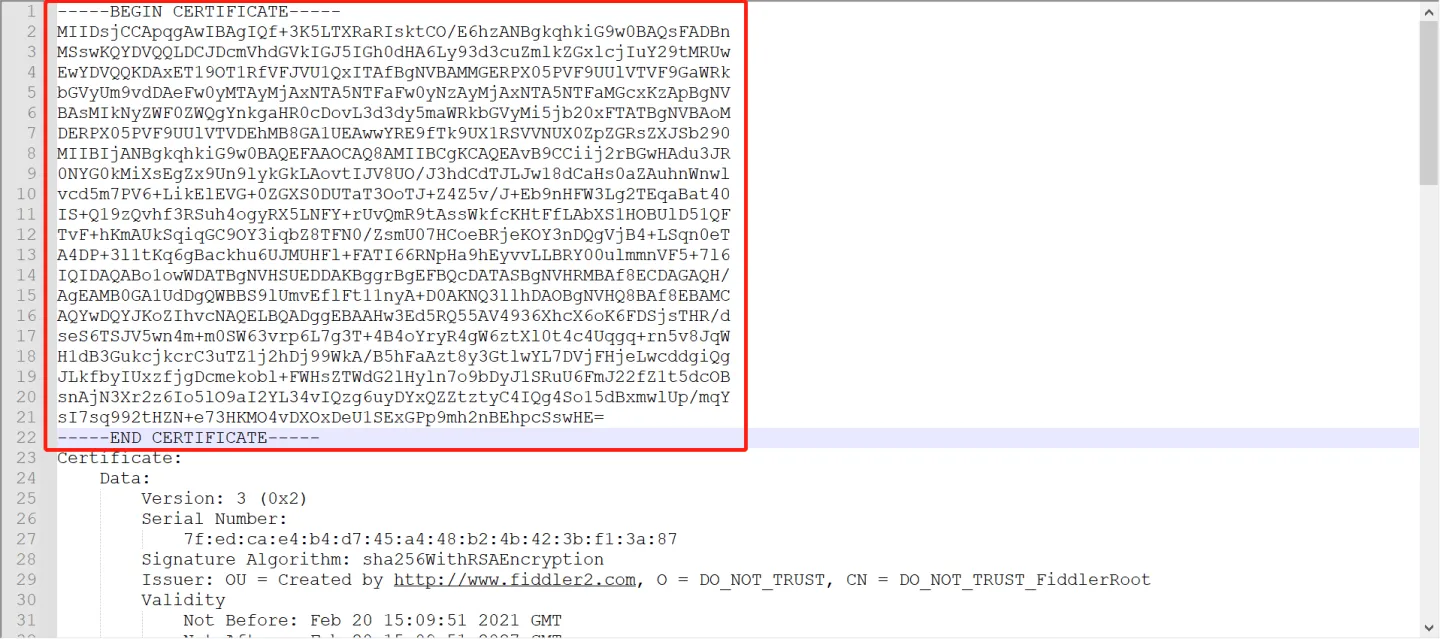 1 -----BEGIN CERTIFICATE-----
2 MIIDsjCCApqgAwIBAgIQf+3K5LTXRaRIsktCO/E6hzANBgkqhkiG9w0BAQsFADBn
3 MSswKQYDVQQLDCJDcmVhdGVkIGJ5IGh0dHA6Ly93d3cuZmlkZGxlcjIuY29tMRUw
4 EwYDVQQKDAxET19OT1RfVFJVU1QxITAfBgNVBAMMGERPX05PVF9UUlVTVF9GaWRk
5 bGVyUm9vdDAeFw0yMTAyMjAxNTA5NTFaFw0yNzAyMjAxNTA5NTFaMGcxKzApBgNV
6 BAsMIkNyZWF0ZWQgYnkgaHR0cDovL3d3dy5maWRkbGVyMi5jb20xFTATBgNVBAoM
7 DERPX05PVF9UUlVTVDEhMB8GA1UEAwwYRE9fTk9UX1RSVVNUX0ZpZGRsZXJSb290
8 MIIBIjANBgkqhkiG9w0BAQEFAAOCAQ8AMIIBCgKCAQEAvB9CCiij2rBGwHAdu3JR
9 0NYG0kMiXsEgZx9Un9lykGkLAovtIJV8UO/J3hdCdTJLJw18dCaHs0aZAuhnWnwl
10 vcd5m7PV6+LikElEVG+0ZGXS0DUTaT3OoTJ+Z4Z5v/J+Eb9nHFW3Lg2TEqaBat40
11 IS+Q19zQvhf3RSuh4ogyRX5LNFY+rUvQmR9tAssWkfcKHtFfLAbXS1HOBUlD51QF
12 TvF+hKmAUkSqiqGC9OY3iqbZ8TFN0/ZsmU07HCoeBRjeKOY3nDQgVjB4+LSqn0eT
13 A4DP+3l1tKq6gBackhu6UJMUHFl+FATI66RNpHa9hEyvvLLBRY00ulmmnVF5+7l6
14 IQIDAQABo1owWDATBgNVHSUEDDAKBggrBgEFBQcDATASBgNVHRMBAf8ECDAGAQH/
15 AgEAMB0GA1UdDgQWBBS9lUmvEflFt11nyA+D0AKNQ3llhDAOBgNVHQ8BAf8EBAMC
16 AQYwDQYJKoZIhvcNAQELBQADggEBAAHw3Ed5RQ55AV4936XhcX6oK6FDSjsTHR/d
17 seS6TSJV5wn4m+m0SW63vrp6L7g3T+4B4oYryR4gW6ztXl0t4c4Uqgq+rn5v8JqW
18 H1dB3GukcjkcrC3uTZ1j2hDj99WkA/B5hFaAzt8y3GtlwYL7DVjFHjeLwcddgiQg
19 JLkfbyIUxzfjgDcmekobl+FWHsZTWdG2lHyln7o9bDyJ1SRuU6FmJ22fZ1t5dcOB
20 snAjN3Xr2z6Io5lO9aI2YL34vIQzg6uyDYxQZZtztyC4IQg4So15dBxmwlUp/mqY
21 sI7sq992tHZN+e73HKMO4vDXOxDeU1SExGPp9mh2nBEhpcSswHE=
22 -----END CERTIFICATE-----
23 Certificate:
24 Data:
25 Version: 3 (0x2)
26 Serial Number:
27 7f:ed:ca:e4:b4:d7:45:a4:48:b2:4b:42:3b:f1:3a:87
28 Signature Algorithm: sha256WithRSAEncryption
29 Issuer: OU = Created by http://www.fiddler2.com, O = DO_NOT_TRUST, CN = DO_NOT_TRUST_FiddlerRoot
30 Validity
31 Not Before: Feb 20 15:09:51 2021 GMT